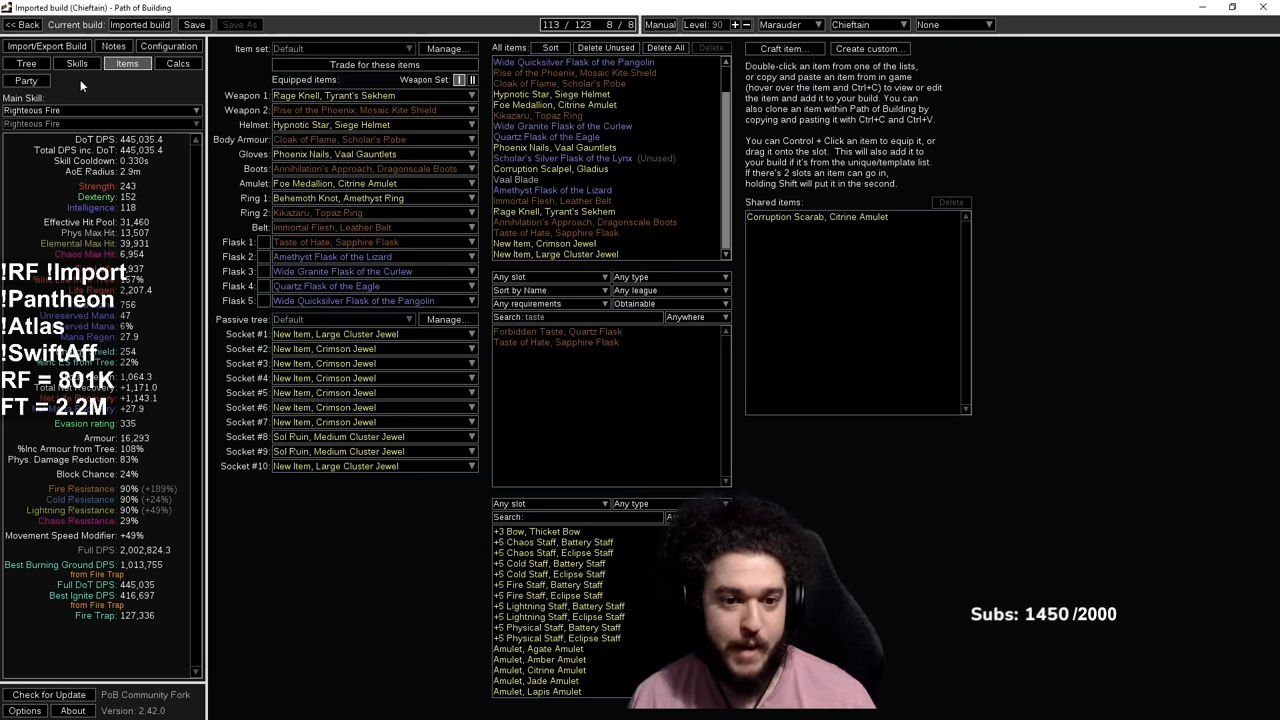 Imported build (Chieftain) - Path of Building
<< Back Current build: Imported build Save Save As 113 / 123 8 / 8 Manual Level: 90 + - Marauder Chieftain None
Import/Export Build Notes Configuration
Tree Skills Items Calcs
Party
Main Skill:
Righteous Fire
Righteous Fire
DoT DPS: 445,035.4
Total DPS inc. DoT: 445,035.4
Skill Cooldown: 0.330s
AoE Radius: 2.9m
Strength: 243
Dexterity: 152
Intelligence: 118
Effective Hit Pool: 31,460
Phys Max Hit: 13,507
Elemental Max Hit: 39,931
Chaos Max Hit: 6,954
937
157%
Life Regen: 2,207.4
756
Unreserved Mana: 47
6%
Mana Regen: 27.9
254
22%
1,064.3
+1,171.0
+1,143.1
+27.9
!RF !Import
!Pantheon
!Atlas
!SwiftAff
RF = 801K
FT = 2.2M
Evasion rating: 335
Armour: 16,293
%Inc Armour from Tree: 108%
Phys. Damage Reduction: 83%
Block Chance: 24%
Fire Resistance: 90% (+189%)
Cold Resistance: 90% (+24%)
Lightning Resistance: 90% (+49%)
Chaos Resistance: 29%
Movement Speed Modifier: +49%
Full DPS: 2,002,824.3
Best Burning Ground DPS: 1,013,755
from Fire Trap
Full DoT DPS: 445,035
Best Ignite DPS: 416,697
from Fire Trap
Fire Trap: 127,336
Check for Update PoB Community Fork
Options About Version: 2.42.0
Item set: Default Manage...
Trade for these items
Equipped items: Weapon Set: I II
Weapon 1: Rage Knell, Tyrant's Sekhem
Weapon 2: Rise of the Phoenix, Mosaic Kite Shield
Helmet: Hypnotic Star, Siege Helmet
Body Armour: Cloak of Flame, Scholar's Robe
Gloves: Phoenix Nails, Vaal Gauntlets
Boots: Annihilation's Approach, Dragonscale Boots
Amulet: Foe Medallion, Citrine Amulet
Ring 1: Behemoth Knot, Amethyst Ring
Ring 2: Kikazaru, Topaz Ring
Belt: Immortal Flesh, Leather Belt
Flask 1: Taste of Hate, Sapphire Flask
Flask 2: Amethyst Flask of the Lizard
Flask 3: Wide Granite Flask of the Curlew
Flask 4: Quartz Flask of the Eagle
Flask 5: Wide Quicksilver Flask of the Pangolin
Passive tree: Default Manage...
Socket #1: New Item, Large Cluster Jewel
Socket #2: New Item, Crimson Jewel
Socket #3: New Item, Crimson Jewel
Socket #4: New Item, Crimson Jewel
Socket #5: New Item, Crimson Jewel
Socket #6: New Item, Crimson Jewel
Socket #7: New Item, Crimson Jewel
Socket #8: Sol Ruin, Medium Cluster Jewel
Socket #9: Sol Ruin, Medium Cluster Jewel
Socket #10: New Item, Large Cluster Jewel
All items: Sort Delete Unused Delete All Delete
Wide Quicksilver Flask of the Pangolin
Rise of the Phoenix, Mosaic Kite Shield
Cloak of Flame, Scholar's Robe
Hypnotic Star, Siege Helmet
Foe Medallion, Citrine Amulet
Kikazaru, Topaz Ring
Wide Granite Flask of the Curlew
Quartz Flask of the Eagle
Phoenix Nails, Vaal Gauntlets
Scholar's Silver Flask of the Lynx (Unused)
Corruption Scalpel, Gladius
Vaal Blade
Amethyst Flask of the Lizard
Immortal Flesh, Leather Belt
Rage Knell, Tyrant's Sekhem
Annihilation's Approach, Dragonscale Boots
Taste of Hate, Sapphire Flask
New Item, Crimson Jewel
New Item, Large Cluster Jewel
Any slot Any type
Sort by Name Any league
Any requirements Obtainable
Search: taste Anywhere
Forbidden Taste, Quartz Flask
Taste of Hate, Sapphire Flask
Any slot Any type
Search:
+3 Bow, Thicket Bow
+5 Chaos Staff, Battery Staff
+5 Chaos Staff, Eclipse Staff
+5 Cold Staff, Battery Staff
+5 Cold Staff, Eclipse Staff
+5 Fire Staff, Battery Staff
+5 Fire Staff, Eclipse Staff
+5 Lightning Staff, Battery Staff
+5 Lightning Staff, Eclipse Staff
+5 Physical Staff, Battery Staff
+5 Physical Staff, Eclipse Staff
Amulet, Agate Amulet
Amulet, Amber Amulet
Amulet, Citrine Amulet
Amulet, Jade Amulet
Amulet, Lapis Amulet
Craft item... Create custom...
Double-click an item from one of the lists,
or copy and paste an item from in game
(hover over the item and Ctrl+C) to view or edit
the item and add it to your build. You can
also clone an item within Path of Building by
copying and pasting it with Ctrl+C and Ctrl+V.
You can Control + Click an item to equip it, or
drag it onto the slot. This will also add it to
your build if it's from the unique/template list.
If there's 2 slots an item can go in,
holding Shift will put it in the second.
Shared items: Delete
Corruption Scarab, Citrine Amulet
Subs: 1450 /2000